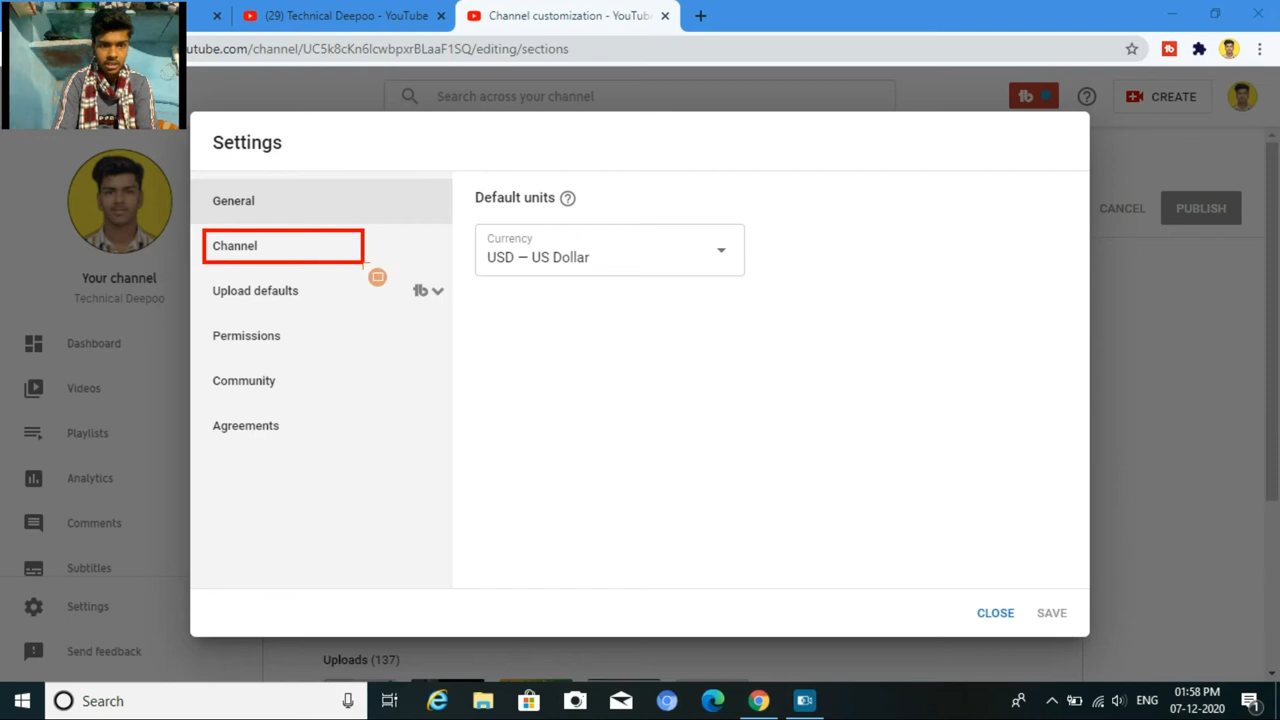 (29) Technical Deepoo - YouTube
Channel customization - YouTube
utube.com/channel/UC5k8cKn6lcwbpxrBLaaF1SQ/editing/sections
Search across your channel
CREATE
Settings
General
Channel
Upload defaults
Permissions
Community
Agreements
Default units
Currency
USD — US Dollar
CANCEL
PUBLISH
Your channel
Technical Deepoo
Dashboard
Videos
Playlists
Analytics
Comments
Subtitles
Settings
Send feedback
CLOSE
SAVE
Uploads (137)
Search
ENG
01:58 PM
07-12-2020